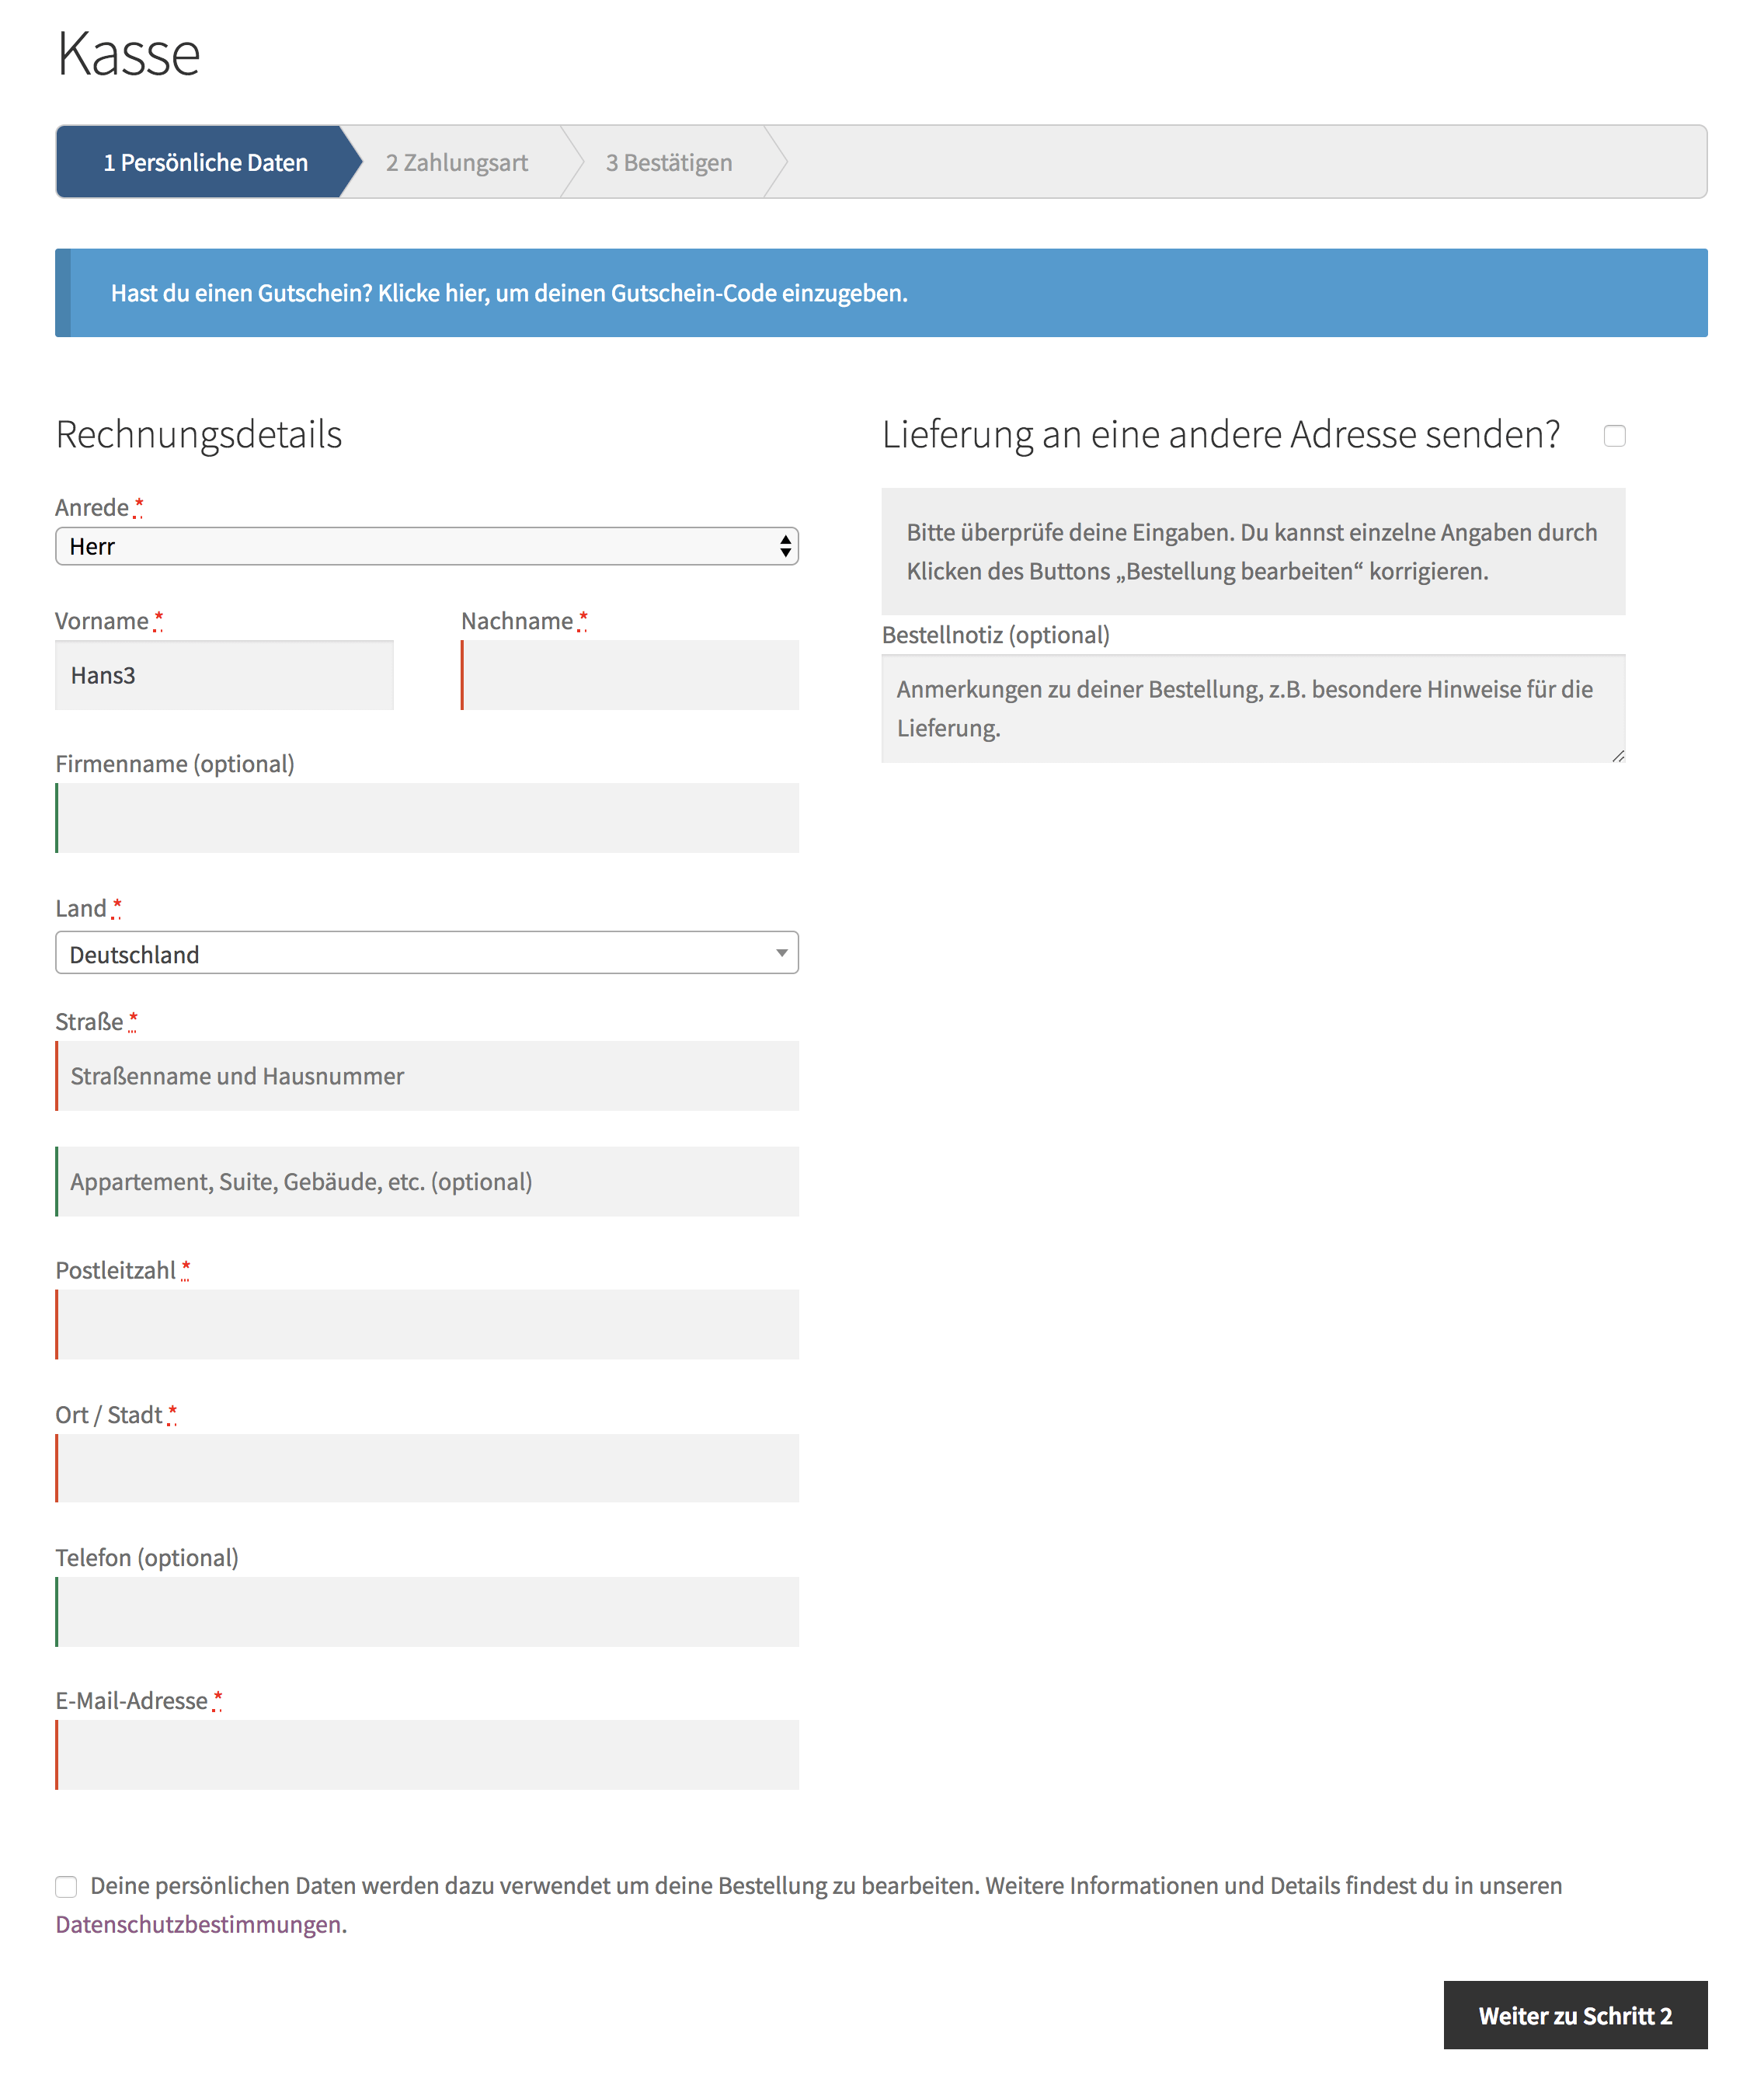 Kasse
1 Persönliche Daten
2 Zahlungsart
3 Bestätigen
Hast du einen Gutschein? Klicke hier, um deinen Gutschein-Code einzugeben.
Rechnungsdetails
Anrede *
Herr
Vorname *
Nachname *
Hans3
Firmenname (optional)
Land *
Deutschland
Straße *
Straßenname und Hausnummer
Appartement, Suite, Gebäude, etc. (optional)
Postleitzahl *
Ort / Stadt *
Telefon (optional)
E-Mail-Adresse *
Lieferung an eine andere Adresse senden?
Bitte überprüfe deine Eingaben. Du kannst einzelne Angaben durch
Klicken des Buttons „Bestellung bearbeiten“ korrigieren.
Bestellnotiz (optional)
Anmerkungen zu deiner Bestellung, z.B. besondere Hinweise für die
Lieferung.
Deine persönlichen Daten werden dazu verwendet um deine Bestellung zu bearbeiten. Weitere Informationen und Details findest du in unseren
Datenschutzbestimmungen.
Weiter zu Schritt 2